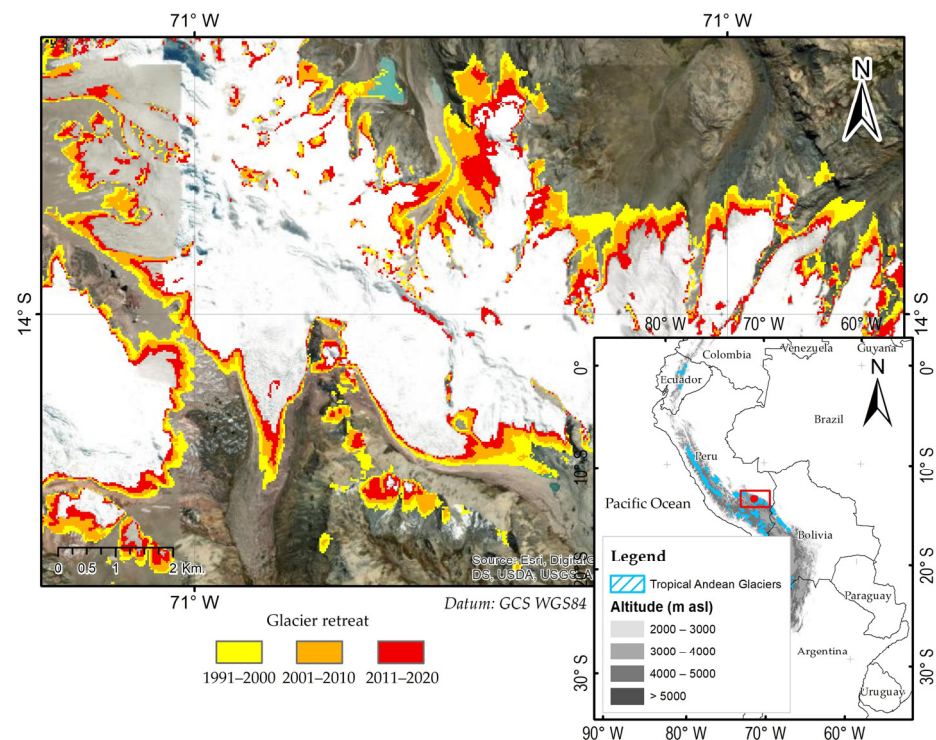 71° W 71° W
N
14° S 14° S
80° W 70° W 60° W
Colombia Venezuela Guyana
N
0° Ecuador 0°
Brazil
Peru
10° S 10° S
Pacific Ocean
Bolivia
Legend
Tropical Andean Glaciers
Altitude (m asl)
2000 – 3000
3000 – 4000
4000 – 5000
> 5000
20° S 20° S
Paraguay
Argentina
30° S 30° S
Uruguay
90° W 80° W 70° W 60° W
0 0.5 1 2 Km.
Source: Esri, DigitalG
DS, USDA, USGS, A
71° W
Datum: GCS WGS84
Glacier retreat
1991–2000 2001–2010 2011–2020